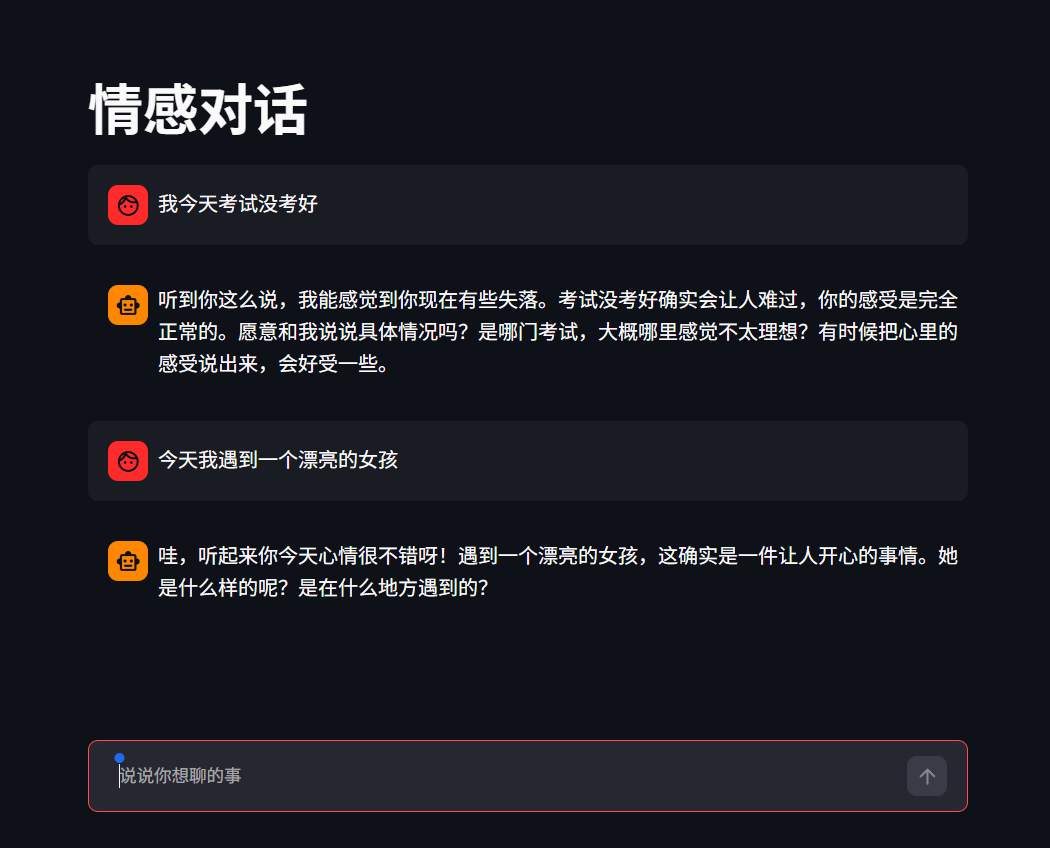 情感对话
我今天考试没考好
听到你这么说，我能感觉到你现在有些失落。考试没考好确实会让人难过，你的感受是完全
正常的。愿意和我说说具体情况吗？是哪门考试，大概哪里感觉不太理想？有时候把心里的
感受说出来，会好受一些。
今天我遇到一个漂亮的女孩
哇，听起来你今天心情很不错呀！遇到一个漂亮的女孩，这确实是一件让人开心的事情。她
是什么样的呢？是在什么地方遇到的？
说说你想聊的事